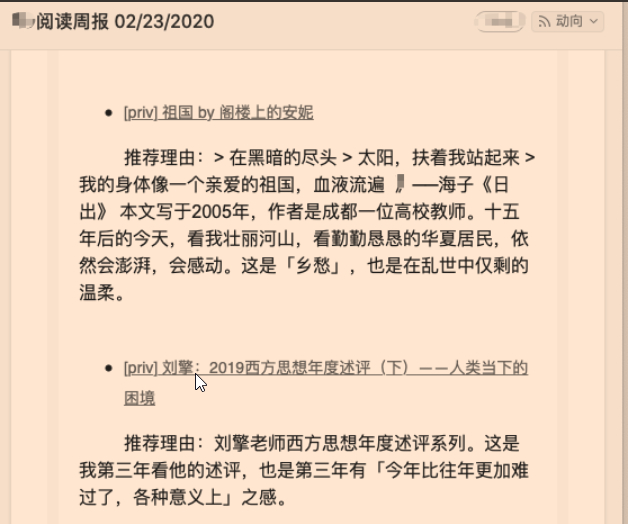 阅读周报 02/23/2020
动向
[priv] 祖国 by 阁楼上的安妮
推荐理由：> 在黑暗的尽头 > 太阳，扶着我站起来 >
我的身体像一个亲爱的祖国，血液流遍 ——海子《日
出》 本文写于2005年，作者是成都一位高校教师。十五
年后的今天，看我壮丽河山，看勤勤恳恳的华夏居民，依
然会澎湃，会感动。这是「乡愁」，也是在乱世中仅剩的
温柔。
[priv] 刘擎：2019西方思想年度述评（下）——人类当下的
困境
推荐理由：刘擎老师西方思想年度述评系列。这是
我第三年看他的述评，也是第三年有「今年比往年更加难
过了，各种意义上」之感。